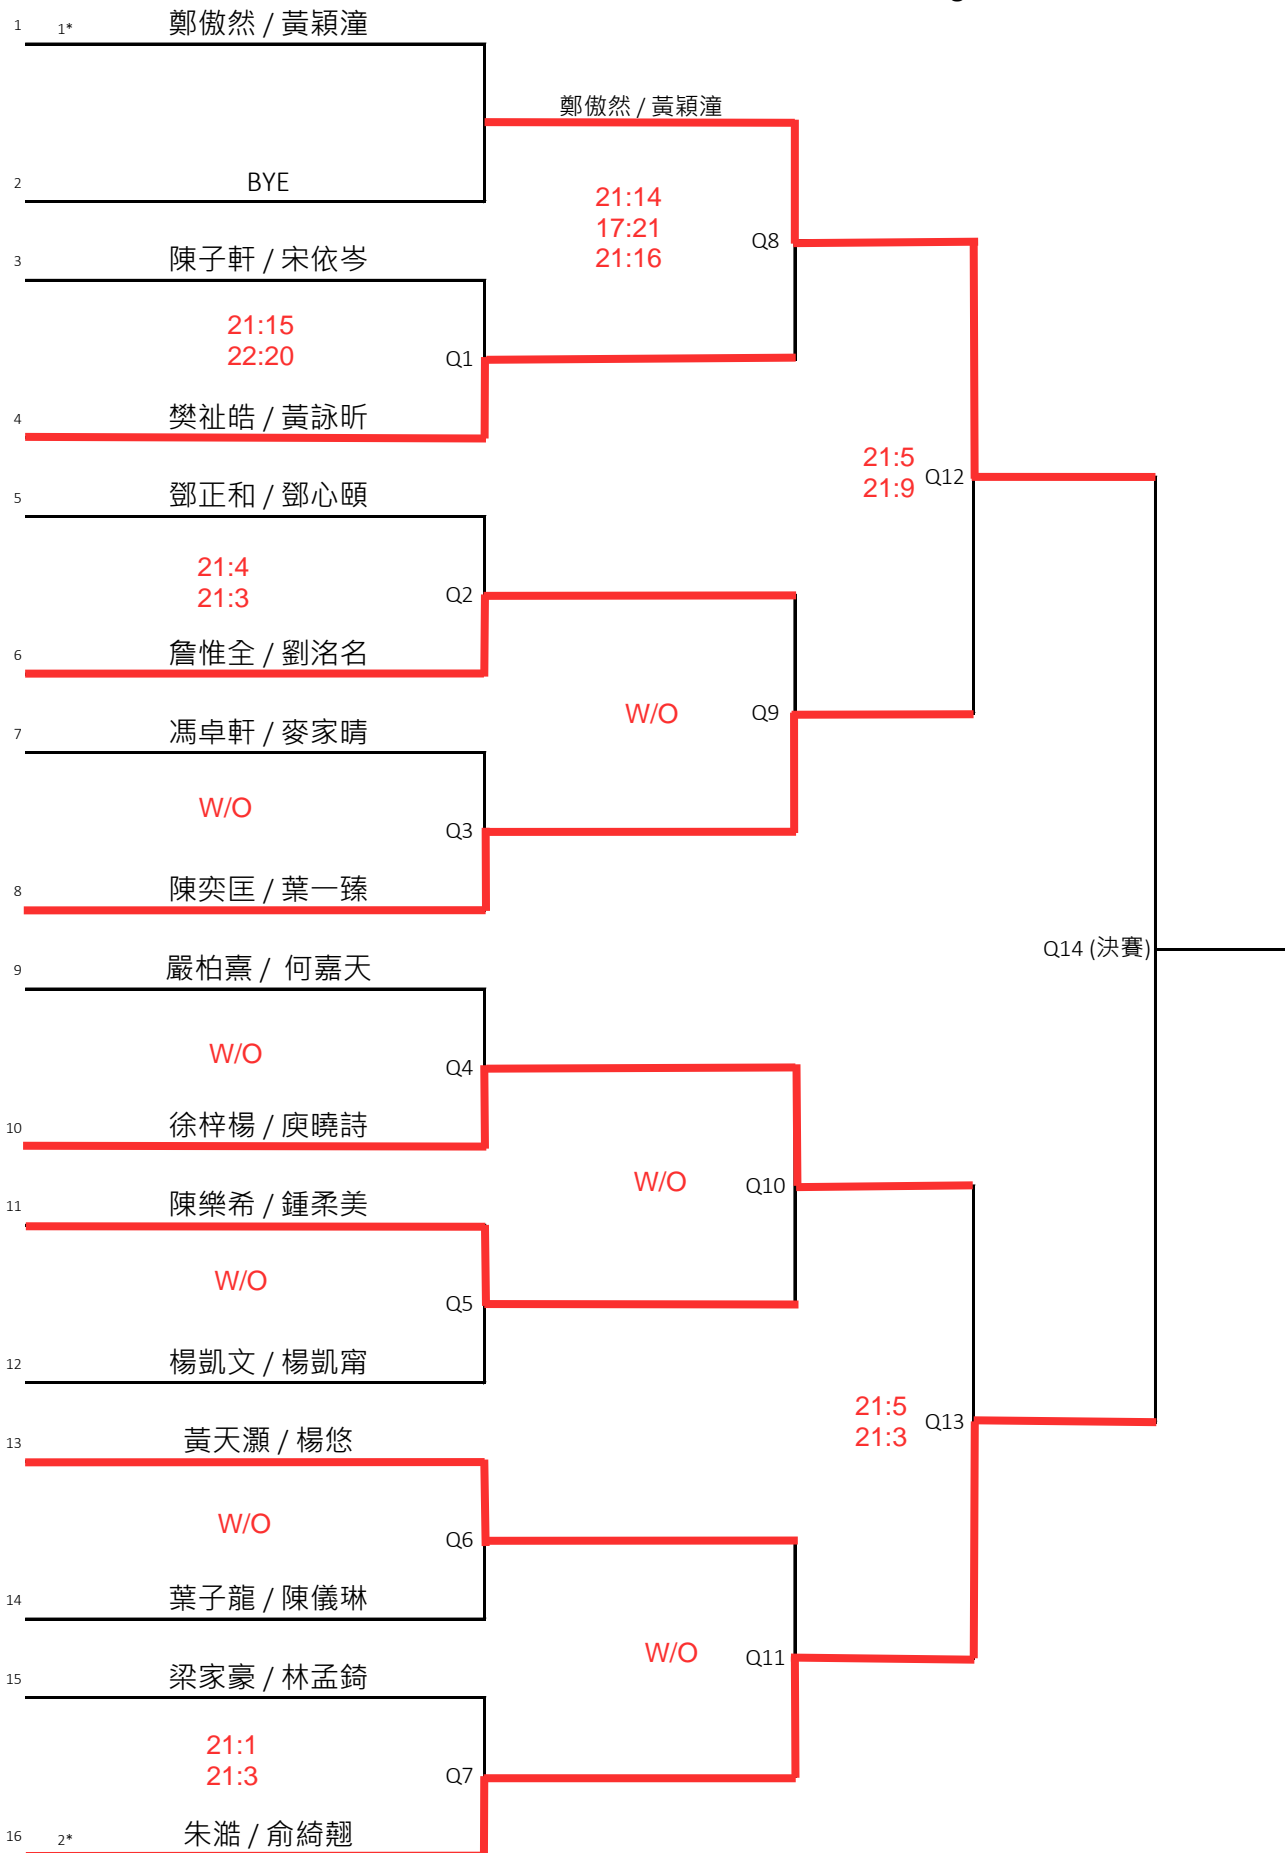 1 1* 鄭傲然 / 黃穎潼
鄭傲然 / 黃穎潼
2 BYE
21:14
17:21
21:16
Q8
3 陳子軒 / 宋依岑
21:15
22:20
Q1
4 樊祉皓 / 黃詠昕
21:5
21:9
Q12
5 鄧正和 / 鄧心頤
21:4
21:3
Q2
6 詹惟全 / 劉洺名
W/O
Q9
7 馮卓軒 / 麥家晴
W/O
Q3
8 陳奕匡 / 葉一臻
Q14 (決賽)
9 嚴柏熹 / 何嘉天
W/O
Q4
10 徐梓楊 / 庾曉詩
W/O
Q10
11 陳樂希 / 鍾柔美
W/O
Q5
12 楊凱文 / 楊凱甯
21:5
21:3
Q13
13 黃天灝 / 楊悠
W/O
Q6
14 葉子龍 / 陳儀琳
W/O
Q11
15 梁家豪 / 林孟錡
21:1
21:3
Q7
16 2* 朱澔 / 俞綺翹